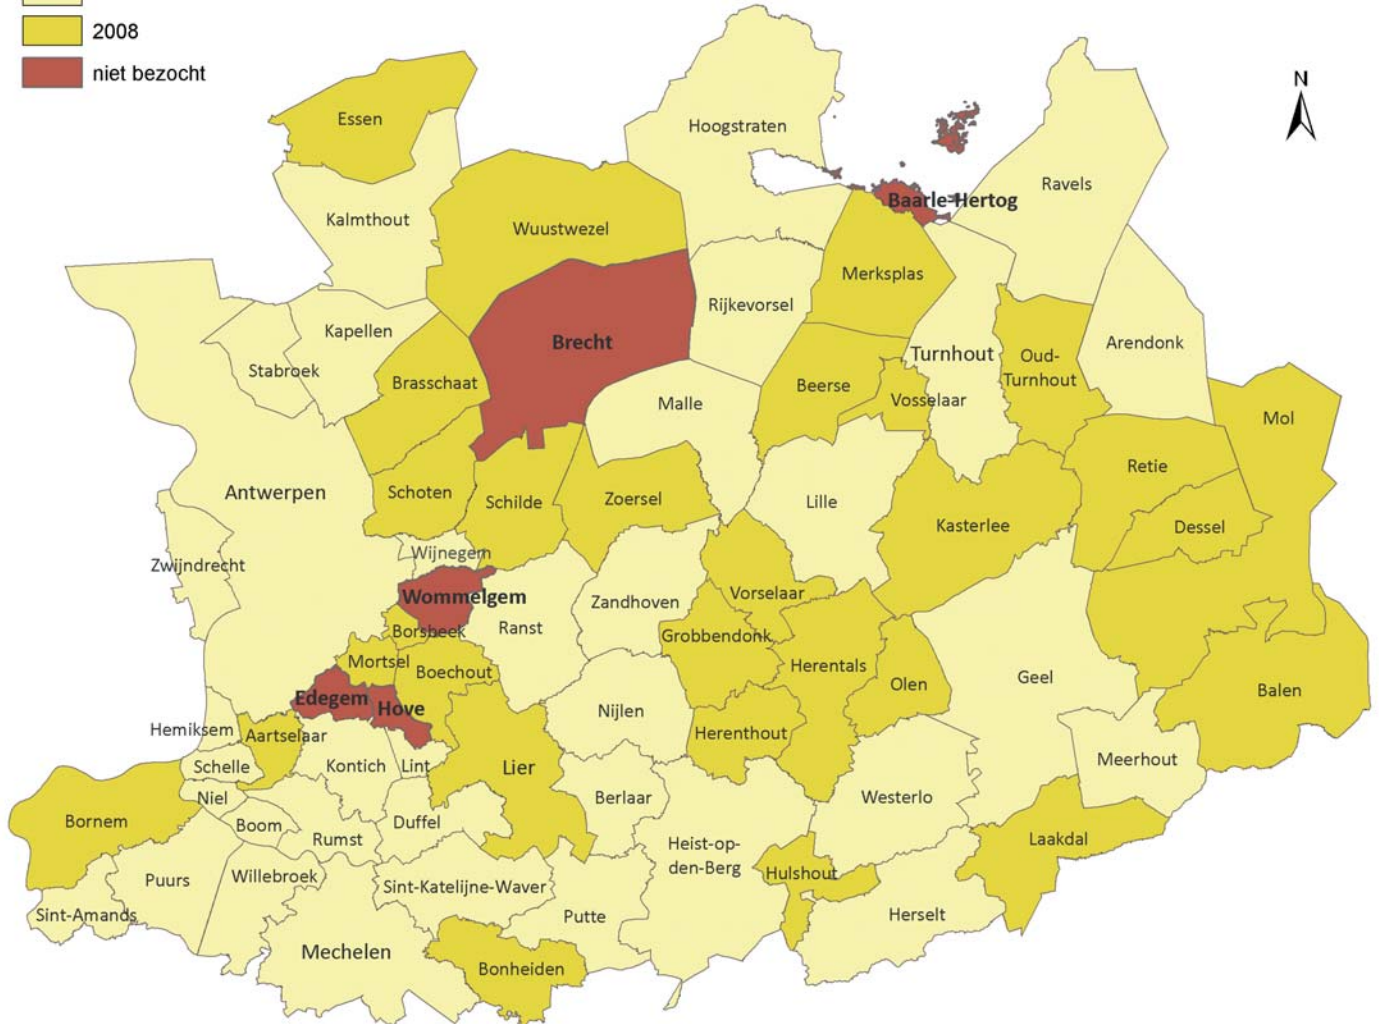 2008
niet bezocht
N
Essen
Hoogstraten
Ravels
Baarle-Hertog
Kalmthout
Wuustwezel
Merksplas
Rijkevorsel
Kapellen
Brecht
Arendonk
Turnhout
Oud-
Turnhout
Stabroek
Brasschaat
Beerse
Vosselaar
Malle
Mol
Retie
Antwerpen
Schoten
Schilde
Zoersel
Lille
Kasterlee
Dessel
Wijnegem
Zwijndrecht
Wommelgem
Zandhoven
Vorselaar
Borsbeek
Ranst
Grobbendonk
Mortsel
Boechout
Herentals
Olen
Geel
Balen
Edegem
Hove
Nijlen
Herenthout
Hemiksem
Aartselaar
Schelle
Kontich
Lint
Lier
Meerhout
Niel
Berlaar
Westerlo
Bornem
Boom
Rumst
Duffel
Laakdal
Heist-op-
den-Berg
Puurs
Willebroek
Sint-Katelijne-Waver
Hulshout
Sint-Amands
Putte
Herselt
Mechelen
Bonheiden